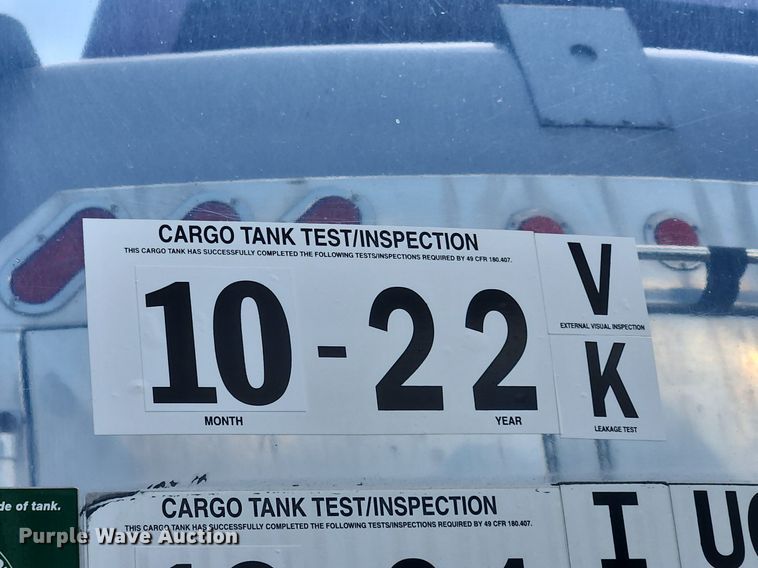 CARGO TANK TEST/INSPECTION
THIS CARGO TANK HAS SUCCESSFULLY COMPLETED THE FOLLOWING TESTS/INSPECTIONS REQUIRED BY 49 CFR 180.407.
10-22
MONTH
YEAR
V
EXTERNAL VISUAL INSPECTION
K
LEAKAGE TEST
de of tank.
CARGO TANK TEST/INSPECTION
THIS CARGO TANK HAS SUCCESSFULLY COMPLETED THE FOLLOWING TESTS/INSPECTIONS REQUIRED BY 49 CFR 180.407.
I
Purple Wave Auction